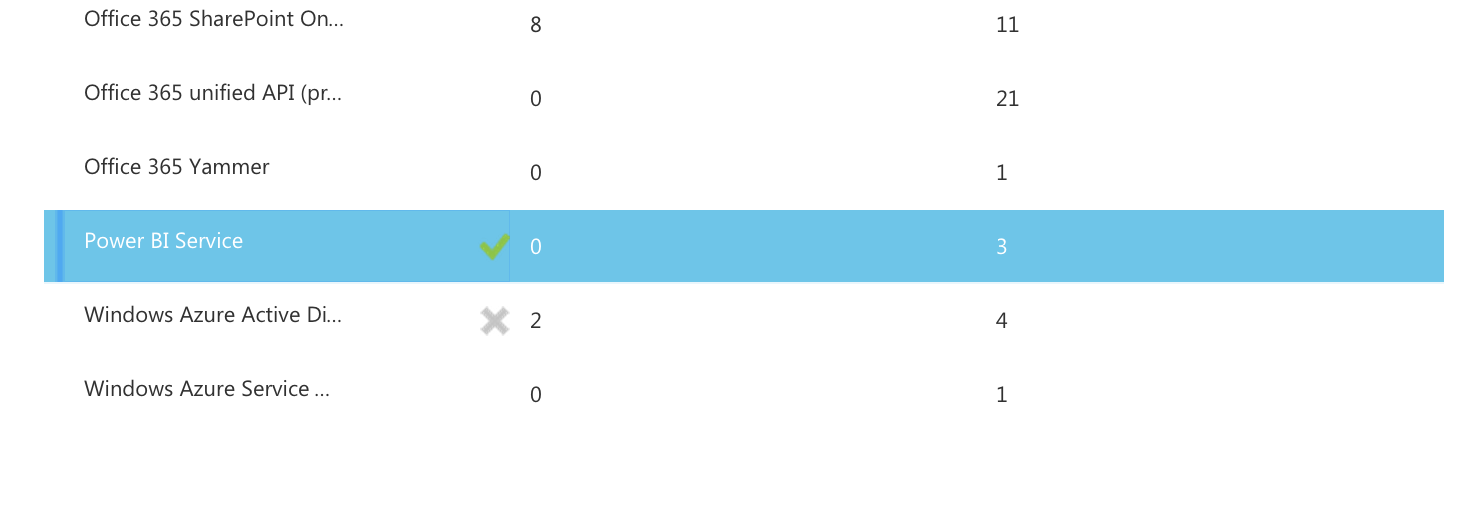 Office 365 SharePoint On... 8 11
Office 365 unified API (pr... 0 21
Office 365 Yammer 0 1
Power BI Service 0 3
Windows Azure Active Di... 2 4
Windows Azure Service ... 0 1